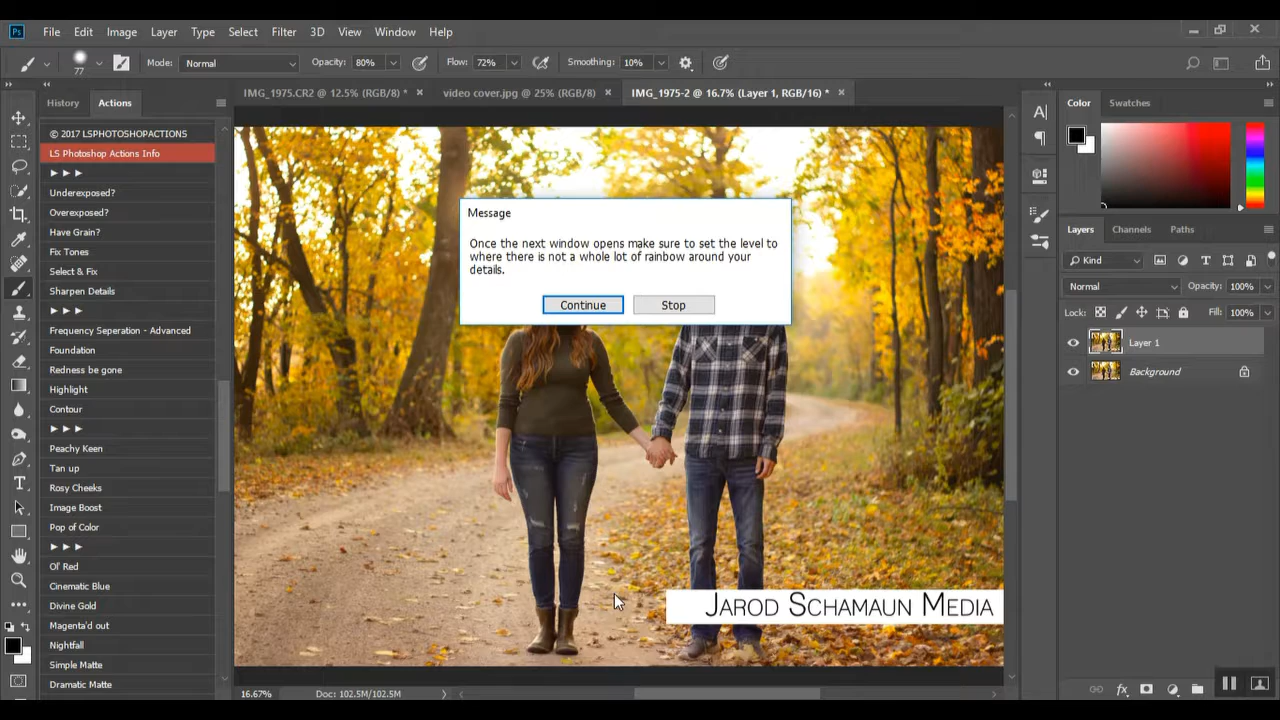 Ps File Edit Image Layer Type Select Filter 3D View Window Help
77 Mode: Normal Opacity: 80% Flow: 72% Smoothing: 10%
IMG_1975.CR2 @ 12.5% (RGB/8) * × video cover.jpg @ 25% (RGB/8) × IMG_1975-2 @ 16.7% (Layer 1, RGB/16) * ×
History Actions
© 2017 LSPHOTOSHOPACTIONS
LS Photoshop Actions Info
► ► ►
Underexposed?
Overexposed?
Have Grain?
Fix Tones
Select & Fix
Sharpen Details
► ► ►
Frequency Seperation - Advanced
Foundation
Redness be gone
Highlight
Contour
► ► ►
Peachy Keen
Tan up
Rosy Cheeks
Image Boost
Pop of Color
► ► ►
Ol' Red
Cinematic Blue
Divine Gold
Magenta'd out
Nightfall
Simple Matte
Dramatic Matte
Message
Once the next window opens make sure to set the level to
where there is not a whole lot of rainbow around your
details.
Continue Stop
Jarod Schamaun Media
16.67% Doc: 102.5M/102.5M
Color Swatches
Layers Channels Paths
Kind
Normal Opacity: 100%
Lock: Fill: 100%
Layer 1
Background